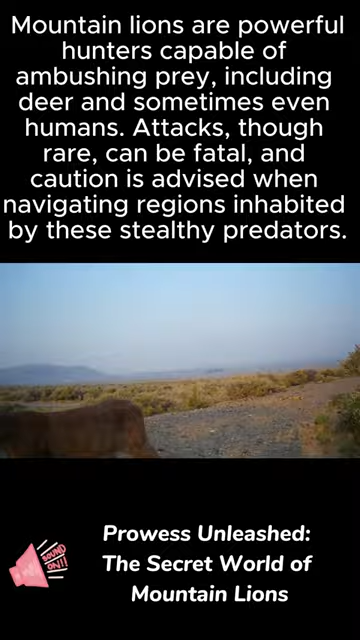 Mountain lions are powerful
hunters capable of
ambushing prey, including
deer and sometimes even
humans. Attacks, though
rare, can be fatal, and
caution is advised when
navigating regions inhabited
by these stealthy predators.
SOUND
ON!!
Prowess Unleashed:
The Secret World of
Mountain Lions